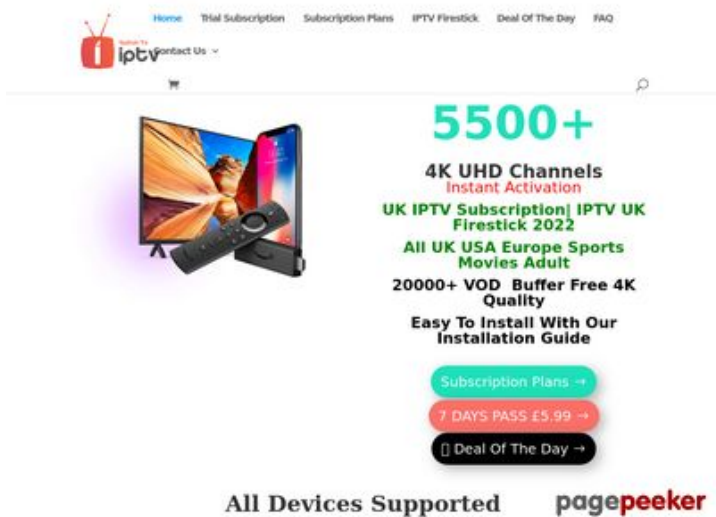 Home Trial Subscription Subscription Plans IPTV Firestick Deal Of The Day FAQ
iptv
Contact Us
5500+
4K UHD Channels
Instant Activation
UK IPTV Subscription| IPTV UK
Firestick 2022
All UK USA Europe Sports
Movies Adult
20000+ VOD Buffer Free 4K
Quality
Easy To Install With Our
Installation Guide
Subscription Plans →
7 DAYS PASS £5.99 →
Deal Of The Day →
All Devices Supported
pagepeeker